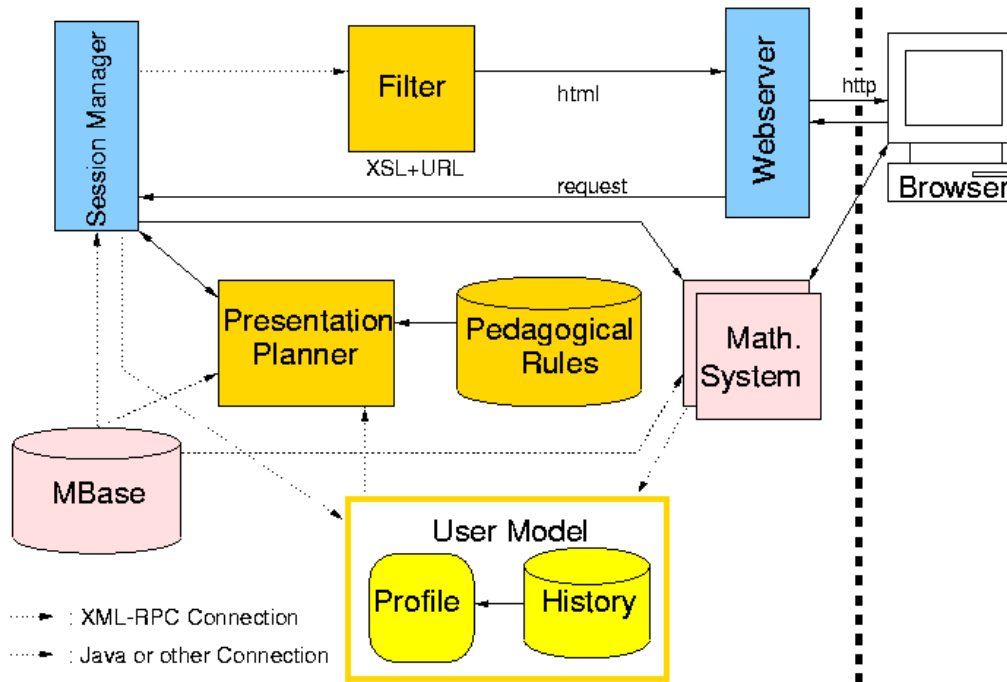 Session Manager
Filter
XSL+URL
html
Webserver
http
Browser
request
Presentation
Planner
Pedagogical
Rules
Math.
System
MBase
User Model
Profile
History
: XML-RPC Connection
: Java or other Connection